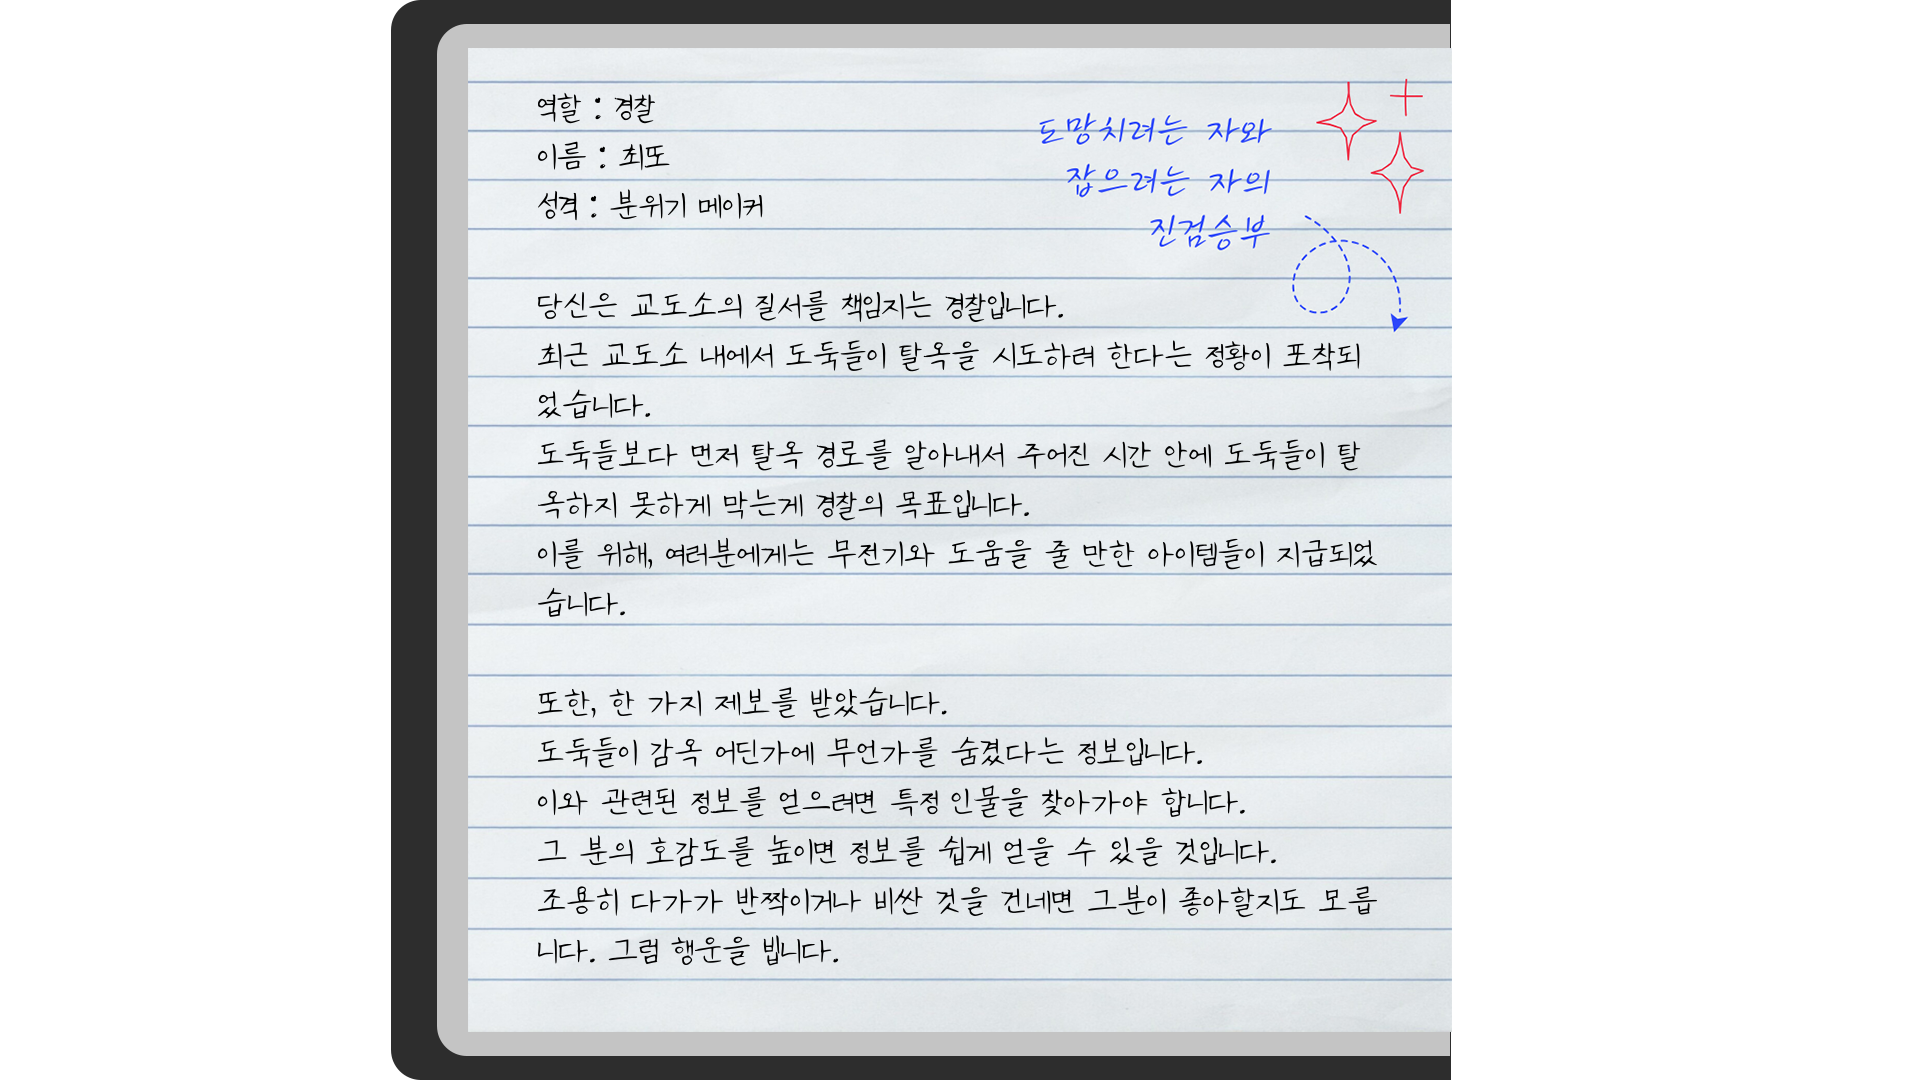 역할 : 경찰
이름 : 최또
성격 : 분위기 메이커
도망치려는 자와
잡으려는 자의
진검승부
당신은 교도소의 질서를 책임지는 경찰입니다.
최근 교도소 내에서 도둑들이 탈옥을 시도하려 한다는 정황이 포착되
었습니다.
도둑들보다 먼저 탈옥 경로를 알아내서 주어진 시간 안에 도둑들이 탈
옥하지 못하게 막는게 경찰의 목표입니다.
이를 위해, 여러분에게는 무전기와 도움을 줄 만한 아이템들이 지급되었
습니다.
또한, 한 가지 제보를 받았습니다.
도둑들이 감옥 어딘가에 무언가를 숨겼다는 정보입니다.
이와 관련된 정보를 얻으려면 특정 인물을 찾아가야 합니다.
그 분의 호감도를 높이면 정보를 쉽게 얻을 수 있을 것입니다.
조용히 다가가 반짝이거나 비싼 것을 건네면 그분이 좋아할지도 모릅
니다. 그럼 행운을 빕니다.